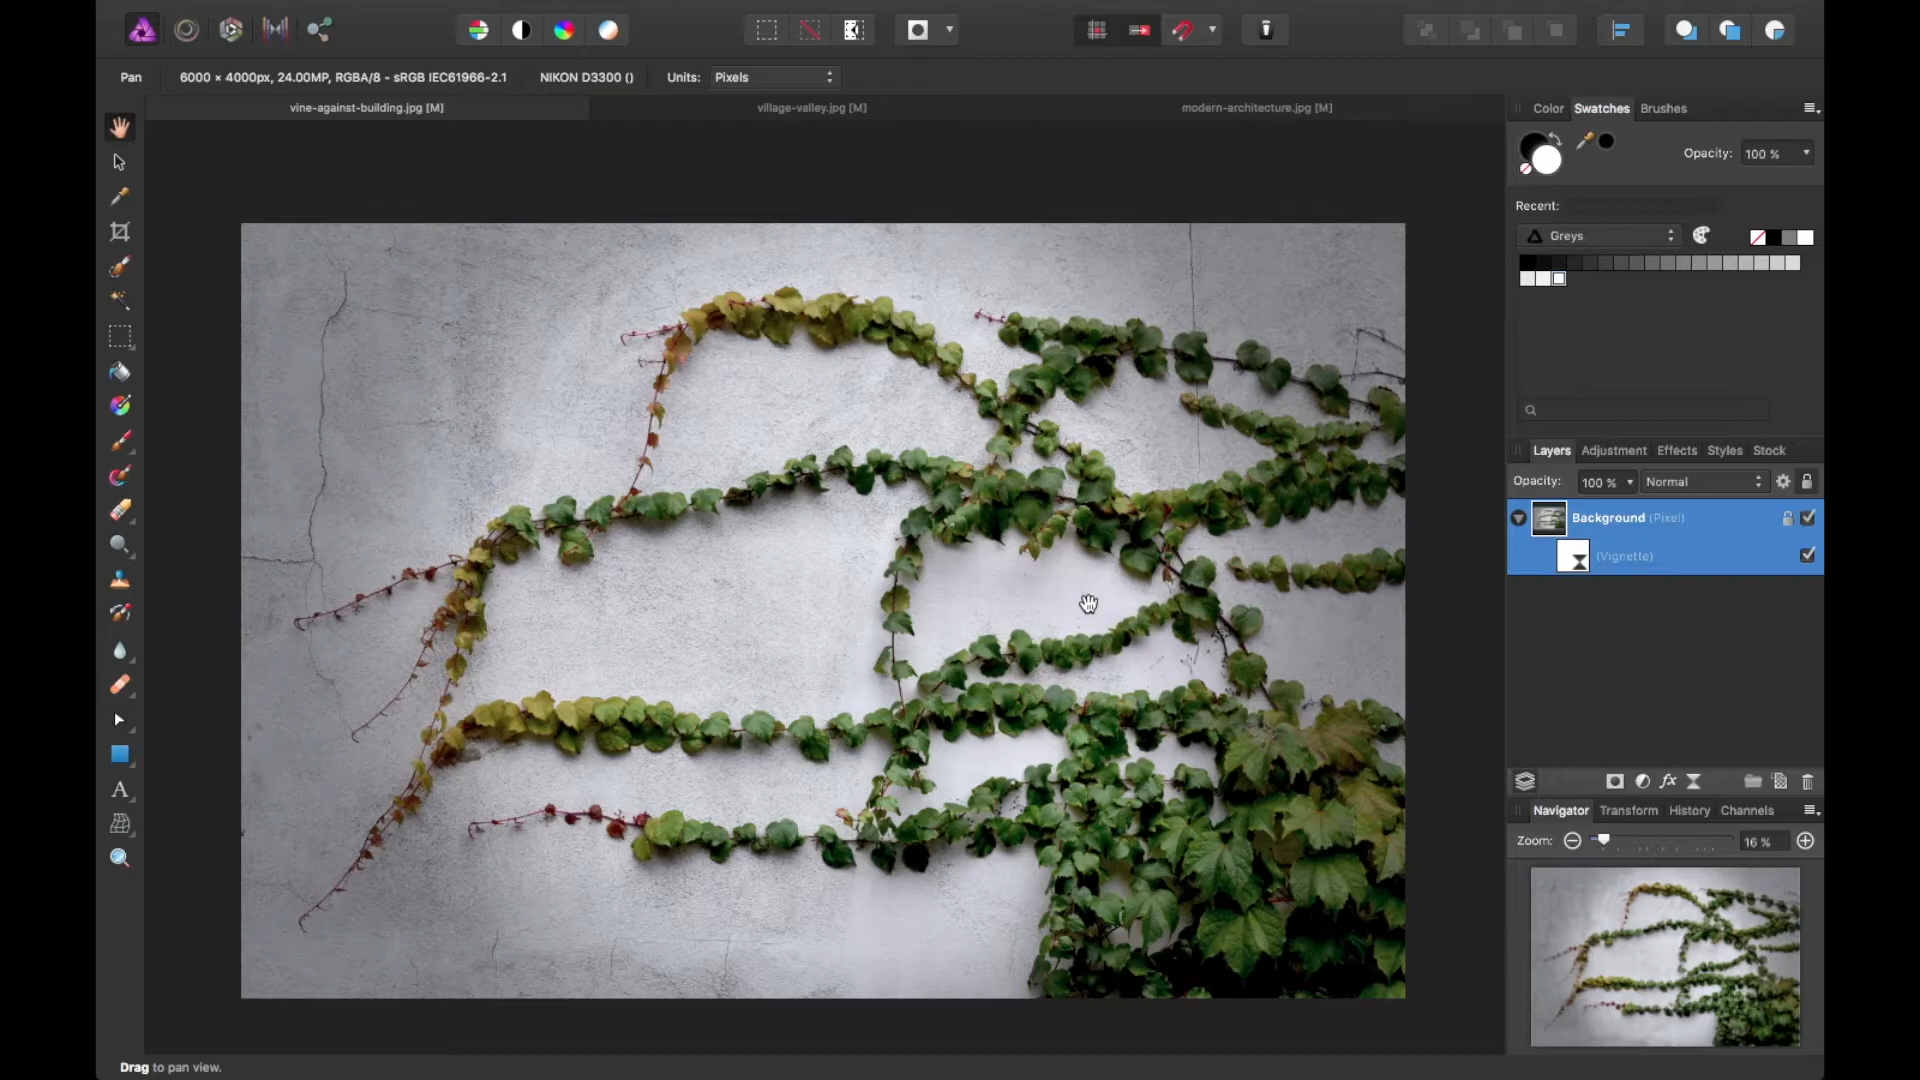 Pan
6000 × 4000px, 24.00MP, RGBA/8 - sRGB IEC61966-2.1
NIKON D3300 ()
Units:
Pixels
vine-against-building.jpg [M]
village-valley.jpg [M]
modern-architecture.jpg [M]
Color
Swatches
Brushes
Opacity:
100 %
Recent:
Greys
Layers
Adjustment
Effects
Styles
Stock
Opacity:
100 %
Normal
Background (Pixel)
(Vignette)
fx
Navigator
Transform
History
Channels
Zoom:
16 %
A
Drag to pan view.